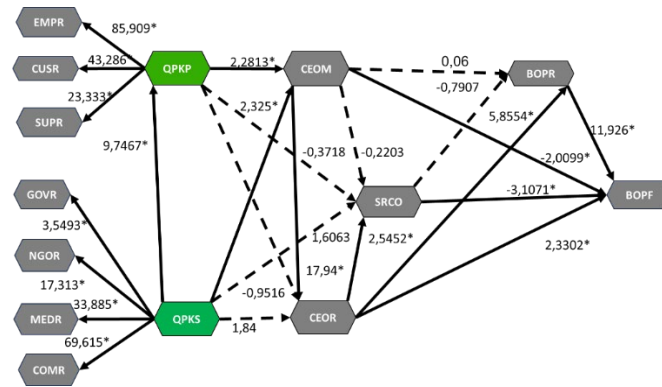 EMPR
85,909*
CUSR
43,286*
QPKP
2,2813*
CEOM
0,06
BOPR
-0,7907
SUPR
23,333*
2,325*
5,8554*
11,926*
9,7467*
-0,3718
-0,2203
-2,0099*
GOVR
SRCO
-3,1071*
BOPF
3,5493*
1,6063
2,5452*
2,3302*
NGOR
17,313*
-0,9516
17,94*
33,885*
MEDR
QPKS
1,84
CEOR
69,615*
COMR